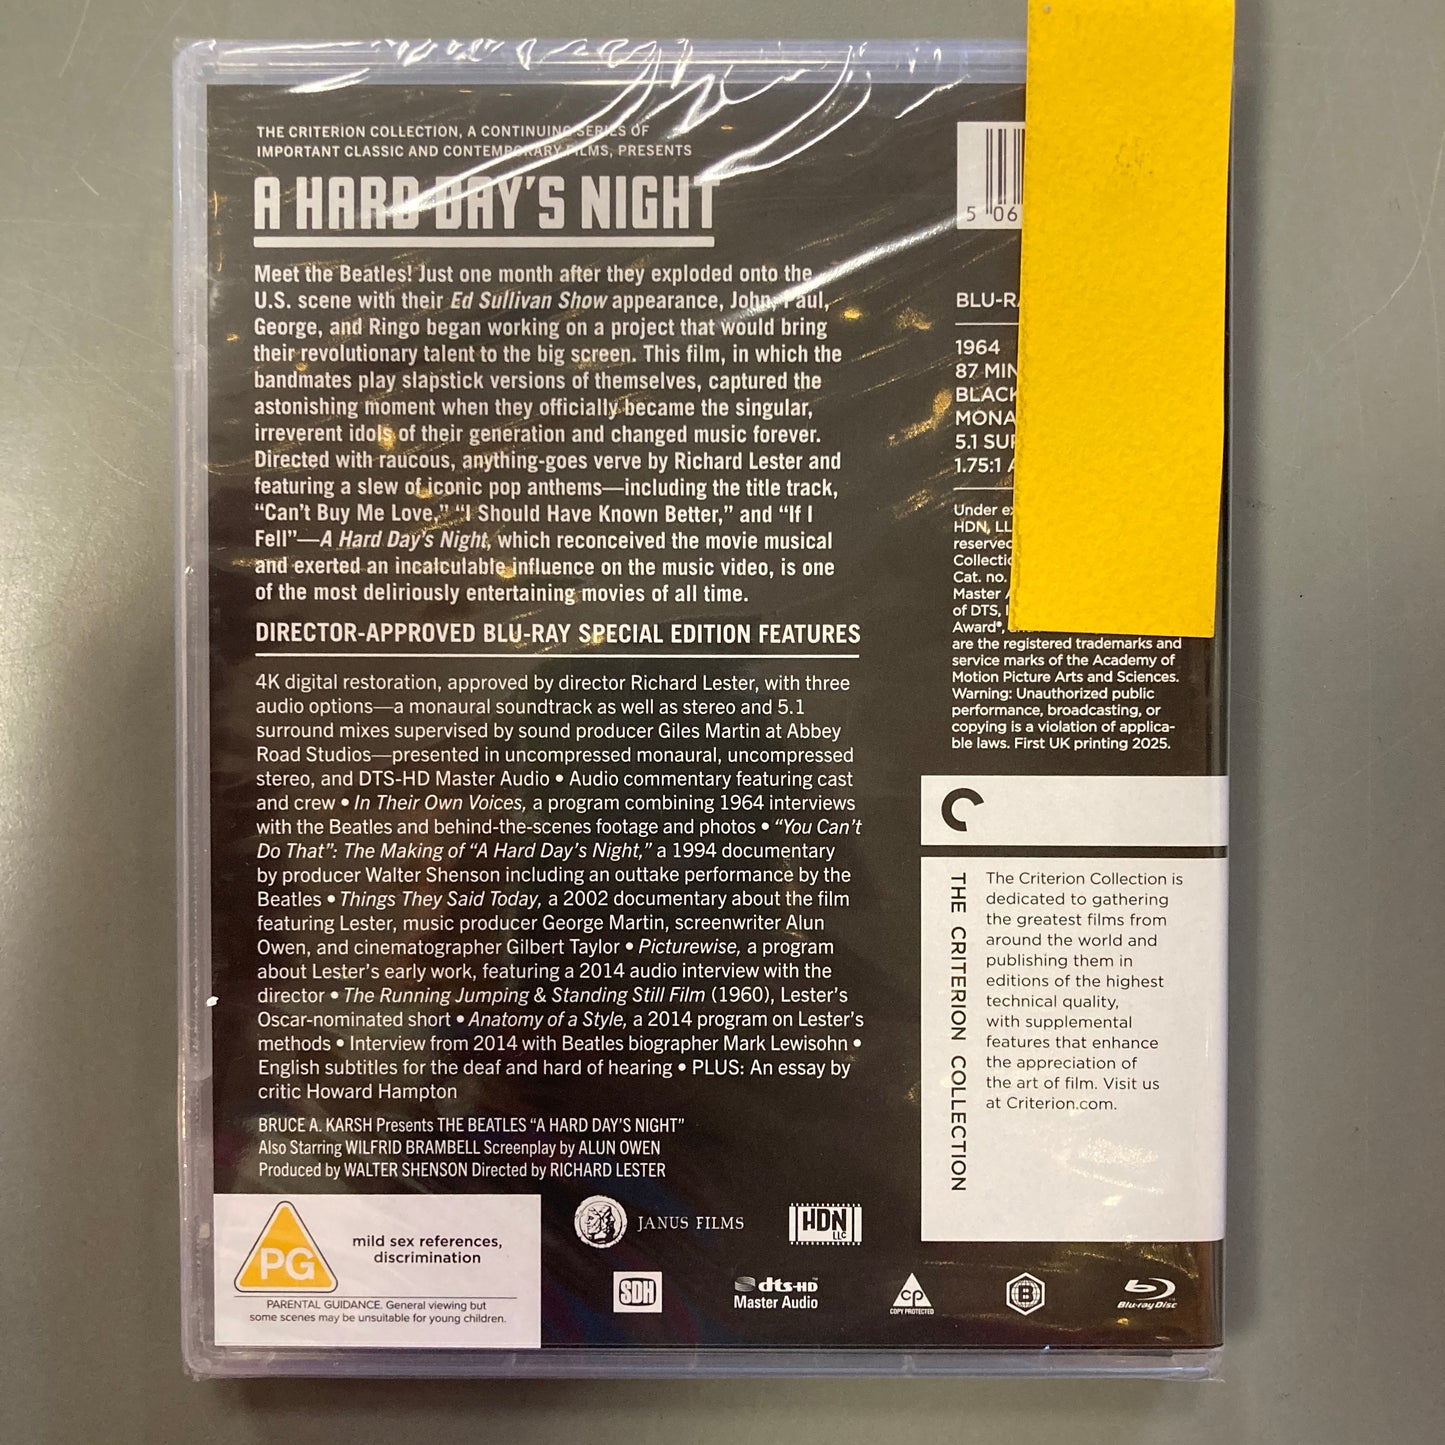 THE CRITERION COLLECTION, A CONTINUING SERIES OF
IMPORTANT CLASSIC AND CONTEMPORARY FILMS, PRESENTS
A HARD DAY'S NIGHT
Meet the Beatles! Just one month after they exploded onto the
U.S. scene with their Ed Sullivan Show appearance, John, Paul,
George, and Ringo began working on a project that would bring
their revolutionary talent to the big screen. This film, in which the
bandmates play slapstick versions of themselves, captured the
astonishing moment when they officially became the singular,
irreverent idols of their generation and changed music forever.
Directed with raucous, anything-goes verve by Richard Lester and
featuring a slew of iconic pop anthems—including the title track,
“Can't Buy Me Love,” “I Should Have Known Better,” and “If I
Fell”—A Hard Day's Night, which reconceived the movie musical
and exerted an incalculable influence on the music video, is one
of the most deliriously entertaining movies of all time.
DIRECTOR-APPROVED BLU-RAY SPECIAL EDITION FEATURES
4K digital restoration, approved by director Richard Lester, with three
audio options—a monaural soundtrack as well as stereo and 5.1
surround mixes supervised by sound producer Giles Martin at Abbey
Road Studios—presented in uncompressed monaural, uncompressed
stereo, and DTS-HD Master Audio • Audio commentary featuring cast
and crew • In Their Own Voices, a program combining 1964 interviews
with the Beatles and behind-the-scenes footage and photos • “You Can't
Do That”: The Making of “A Hard Day's Night,” a 1994 documentary
by producer Walter Shenson including an outtake performance by the
Beatles • Things They Said Today, a 2002 documentary about the film
featuring Lester, music producer George Martin, screenwriter Alun
Owen, and cinematographer Gilbert Taylor • Picturewise, a program
about Lester's early work, featuring a 2014 audio interview with the
director • The Running Jumping & Standing Still Film (1960), Lester's
Oscar-nominated short • Anatomy of a Style, a 2014 program on Lester's
methods • Interview from 2014 with Beatles biographer Mark Lewisohn •
English subtitles for the deaf and hard of hearing • PLUS: An essay by
critic Howard Hampton
BRUCE A. KARSH Presents THE BEATLES “A HARD DAY'S NIGHT”
Also Starring WILFRID BRAMBELL Screenplay by ALUN OWEN
Produced by WALTER SHENSON Directed by RICHARD LESTER
PG
mild sex references,
discrimination
PARENTAL GUIDANCE. General viewing but
some scenes may be unsuitable for young children.
JANUS FILMS
HDN
LLC
SDH
dts-HD
Master Audio
CP
COPY PROTECTED
B
Blu-ray Disc
5 06
BLU-R
1964
87 MIN
BLACK
MONA
5.1 SUR
1.75:1
Under
HDN, LL
reserved
Collectio
Cat. no.
Master
of DTS,
Award®,
are the registered trademarks and
service marks of the Academy of
Motion Picture Arts and Sciences.
Warning: Unauthorized public
performance, broadcasting, or
copying is a violation of applica-
ble laws. First UK printing 2025.
THE CRITERION COLLECTION
The Criterion Collection is
dedicated to gathering
the greatest films from
around the world and
publishing them in
editions of the highest
technical quality,
with supplemental
features that enhance
the appreciation of
the art of film. Visit us
at Criterion.com.